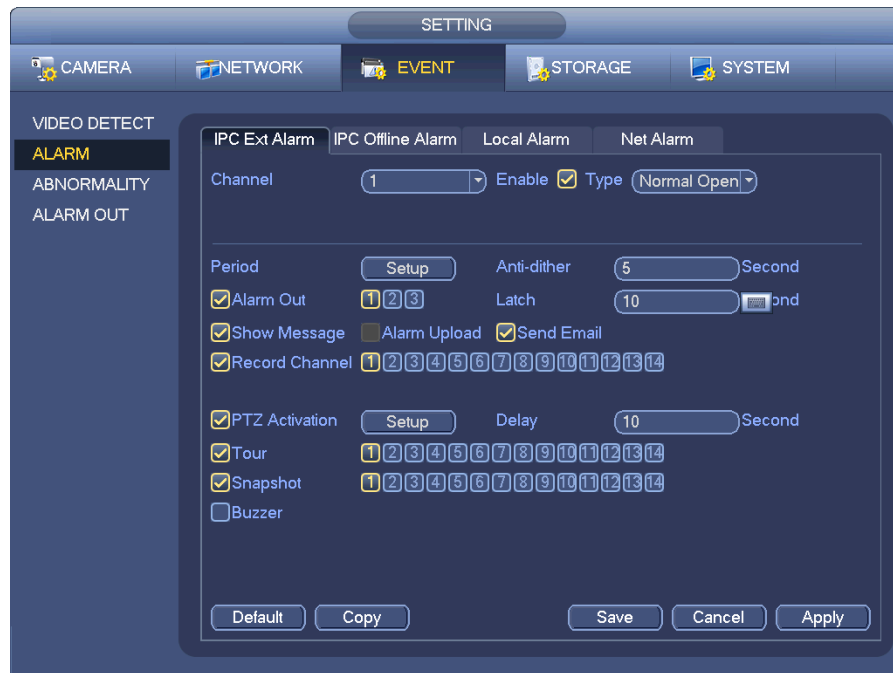 SETTING
CAMERA NETWORK EVENT STORAGE SYSTEM
VIDEO DETECT
ALARM
ABNORMALITY
ALARM OUT
IPC Ext Alarm IPC Offline Alarm Local Alarm Net Alarm
Channel 1 Enable Type Normal Open
Period Setup Anti-dither 5 Second
Alarm Out 1 2 3 Latch 10 ond
Show Message Alarm Upload Send Email
Record Channel 1 2 3 4 5 6 7 8 9 10 11 12 13 14
PTZ Activation Setup Delay 10 Second
Tour 1 2 3 4 5 6 7 8 9 10 11 12 13 14
Snapshot 1 2 3 4 5 6 7 8 9 10 11 12 13 14
Buzzer
Default Copy Save Cancel Apply